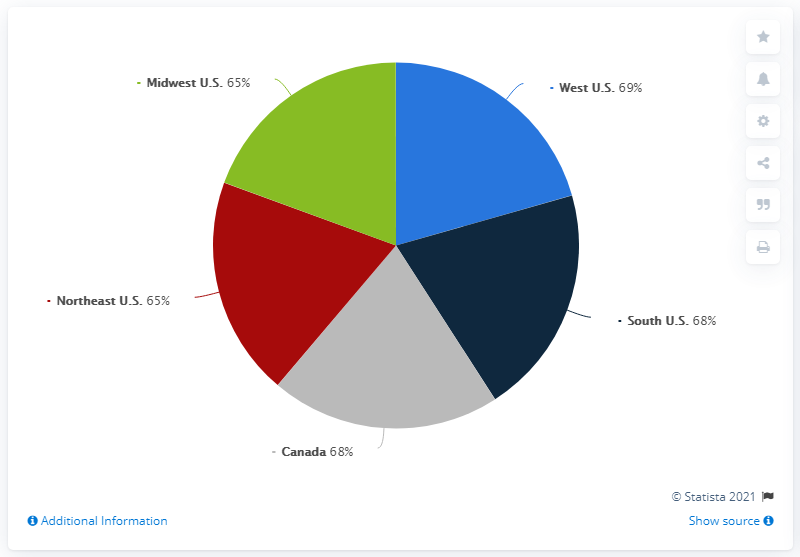 Midwest U.S. 65%
West U.S. 69%
Northeast U.S. 65%
South U.S. 68%
Canada 68%
© Statista 2021
Additional Information
Show source